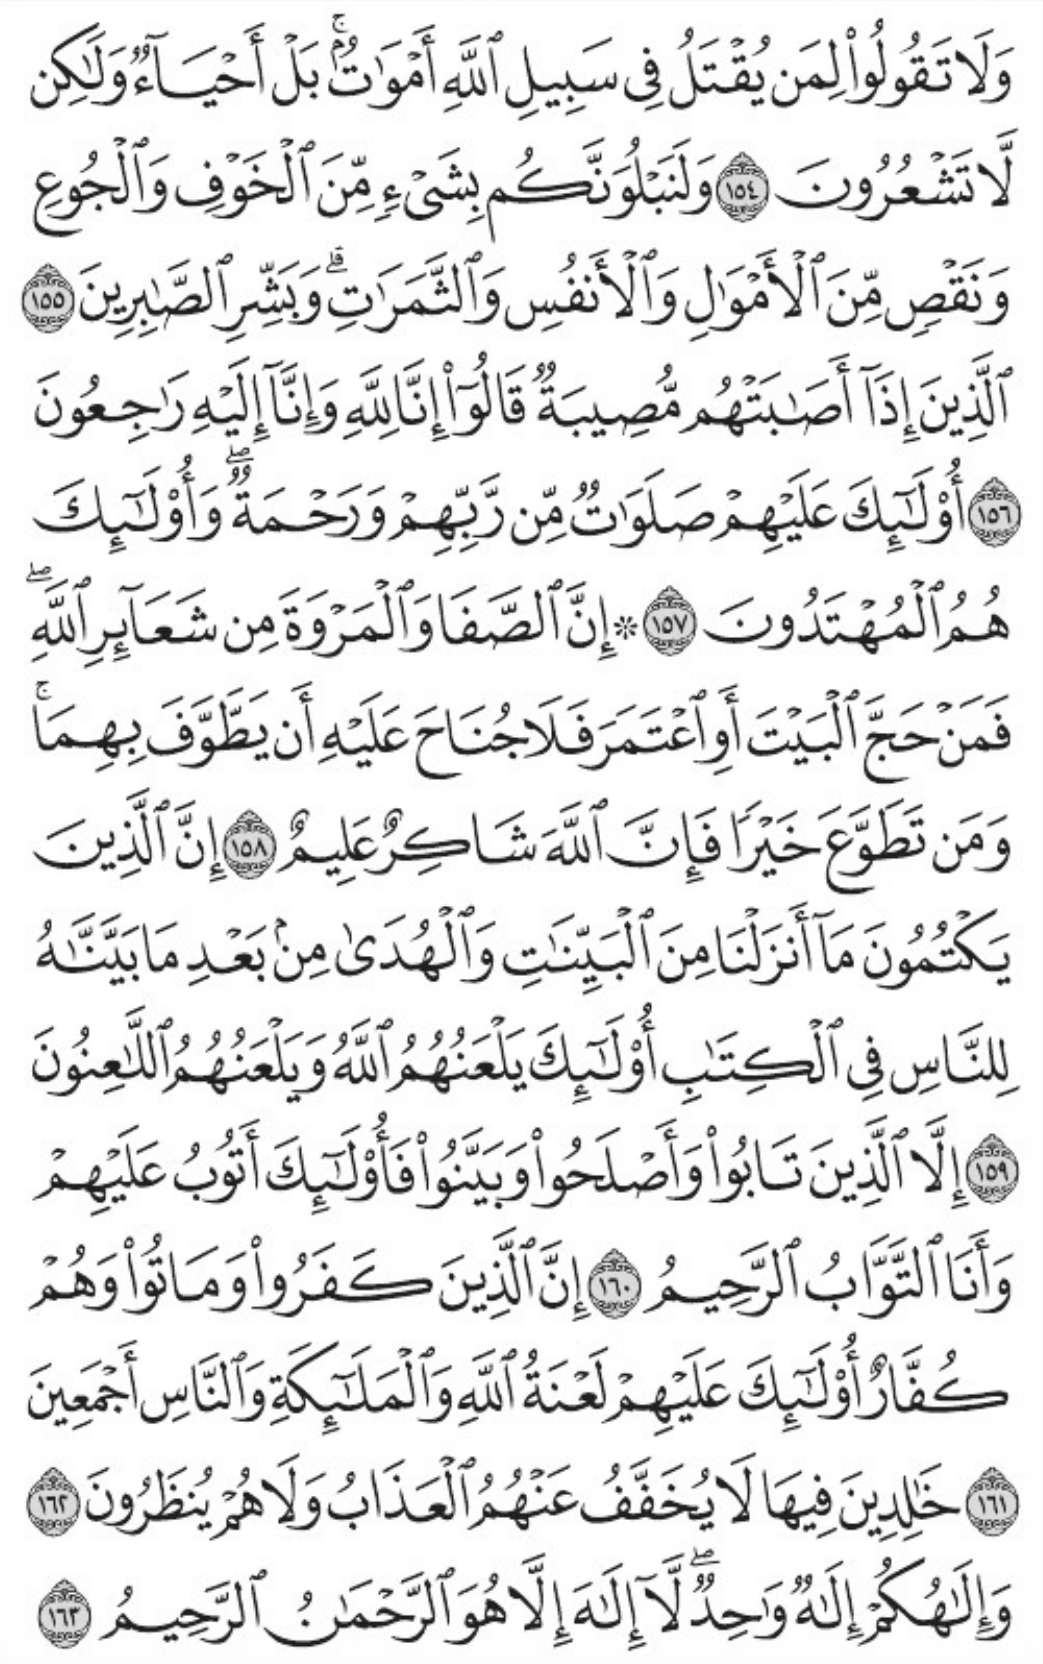 وَلَا تَقُولُوا۟ لِمَن يُقْتَلُ فِى سَبِيلِ ٱللَّهِ أَمْوَٰتٌۢ ۚ بَلْ أَحْيَآءٌ وَلَـٰكِن
لَّا تَشْعُرُونَ ١٥٤ وَلَنَبْلُوَنَّكُم بِشَىْءٍ مِّنَ ٱلْخَوْفِ وَٱلْجُوعِ
وَنَقْصٍ مِّنَ ٱلْأَمْوَٰلِ وَٱلْأَنفُسِ وَٱلثَّمَرَٰتِ ۗ وَبَشِّرِ ٱلصَّـٰبِرِينَ ١٥٥
ٱلَّذِينَ إِذَآ أَصَـٰبَتْهُم مُّصِيبَةٌ قَالُوٓا۟ إِنَّا لِلَّهِ وَإِنَّآ إِلَيْهِ رَٰجِعُونَ
١٥٦ أُو۟لَـٰٓئِكَ عَلَيْهِمْ صَلَوَٰتٌ مِّن رَّبِّهِمْ وَرَحْمَةٌ ۖ وَأُو۟لَـٰٓئِكَ
هُمُ ٱلْمُهْتَدُونَ ١٥٧ ۞ إِنَّ ٱلصَّفَا وَٱلْمَرْوَةَ مِن شَعَآئِرِ ٱللَّهِ ۖ
فَمَنْ حَجَّ ٱلْبَيْتَ أَوِ ٱعْتَمَرَ فَلَا جُنَاحَ عَلَيْهِ أَن يَطَّوَّفَ بِهِمَا ۚ
وَمَن تَطَوَّعَ خَيْرًا فَإِنَّ ٱللَّهَ شَاكِرٌ عَلِيمٌ ١٥٨ إِنَّ ٱلَّذِينَ
يَكْتُمُونَ مَآ أَنزَلْنَا مِنَ ٱلْبَيِّنَـٰتِ وَٱلْهُدَىٰ مِنۢ بَعْدِ مَا بَيَّنَّـٰهُ
لِلنَّاسِ فِى ٱلْكِتَـٰبِ أُو۟لَـٰٓئِكَ يَلْعَنُهُمُ ٱللَّهُ وَيَلْعَنُهُمُ ٱللَّـٰعِنُونَ
١٥٩ إِلَّا ٱلَّذِينَ تَابُوا۟ وَأَصْلَحُوا۟ وَبَيَّنُوا۟ فَأُو۟لَـٰٓئِكَ أَتُوبُ عَلَيْهِمْ
وَأَنَا ٱلتَّوَّابُ ٱلرَّحِيمُ ١٦٠ إِنَّ ٱلَّذِينَ كَفَرُوا۟ وَمَاتُوا۟ وَهُمْ
كُفَّارٌ أُو۟لَـٰٓئِكَ عَلَيْهِمْ لَعْنَةُ ٱللَّهِ وَٱلْمَلَـٰٓئِكَةِ وَٱلنَّاسِ أَجْمَعِينَ
١٦١ خَـٰلِدِينَ فِيهَا لَا يُخَفَّفُ عَنْهُمُ ٱلْعَذَابُ وَلَا هُمْ يُنظَرُونَ ١٦٢
وَإِلَـٰهُكُمْ إِلَـٰهٌ وَٰحِدٌ ۖ لَّآ إِلَـٰهَ إِلَّا هُوَ ٱلرَّحْمَـٰنُ ٱلرَّحِيمُ ١٦٣